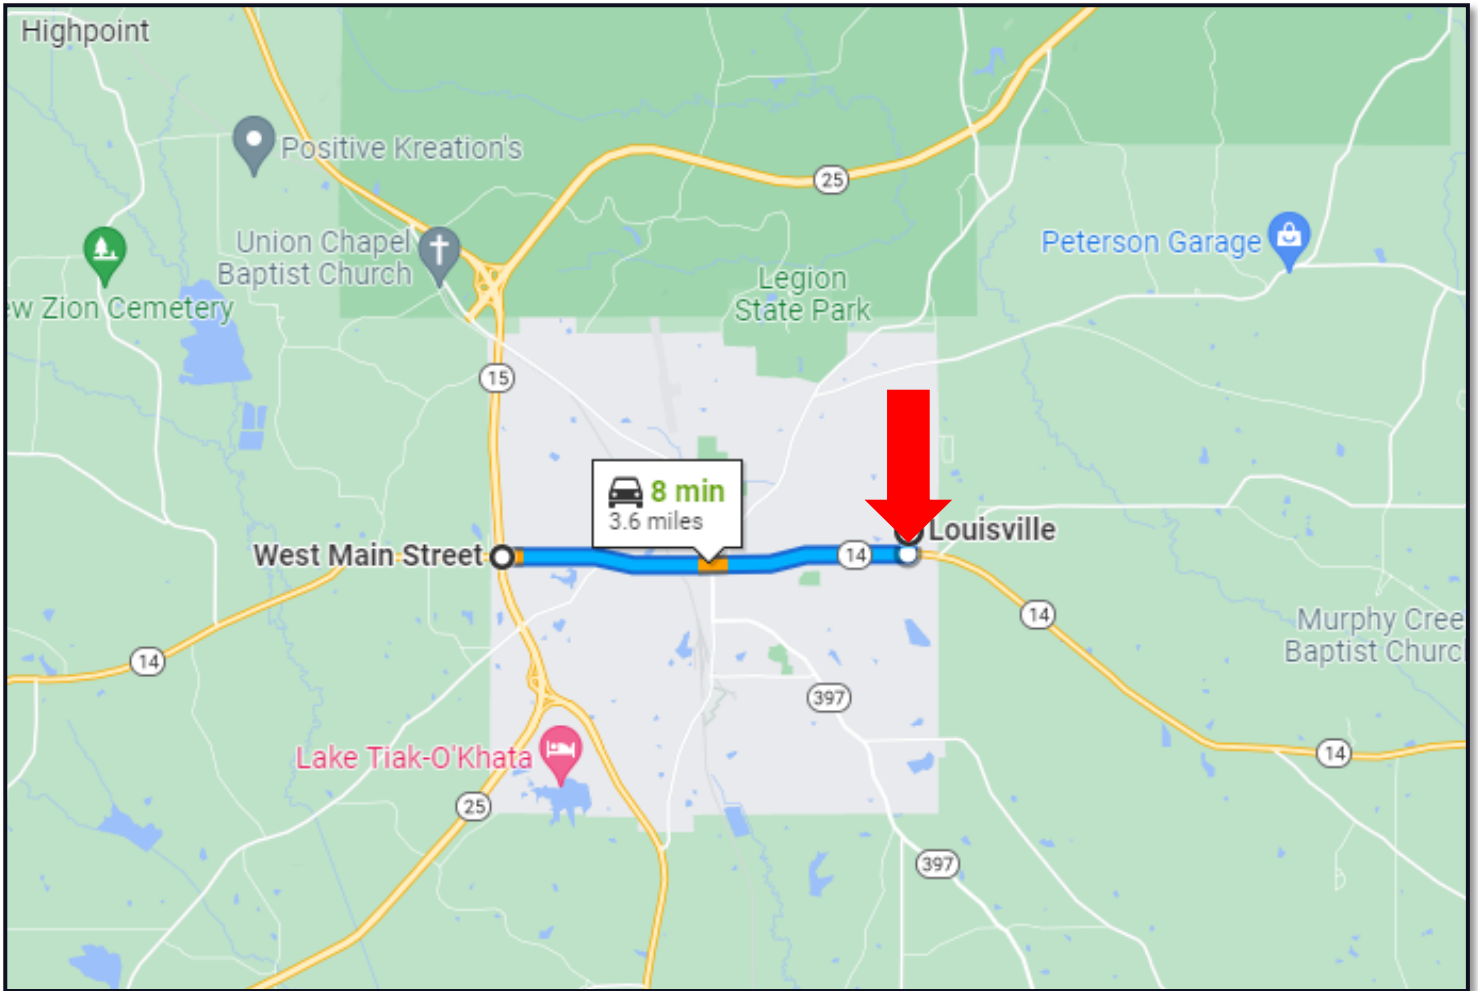 Highpoint
Positive Kreation's
25
Union Chapel
Baptist Church
Peterson Garage
Legion
State Park
ew Zion Cemetery
15
8 min
3.6 miles
Louisville
West Main Street
14
14
Murphy Cree
Baptist Churc
14
397
Lake Tiak-O'Khata
14
25
397